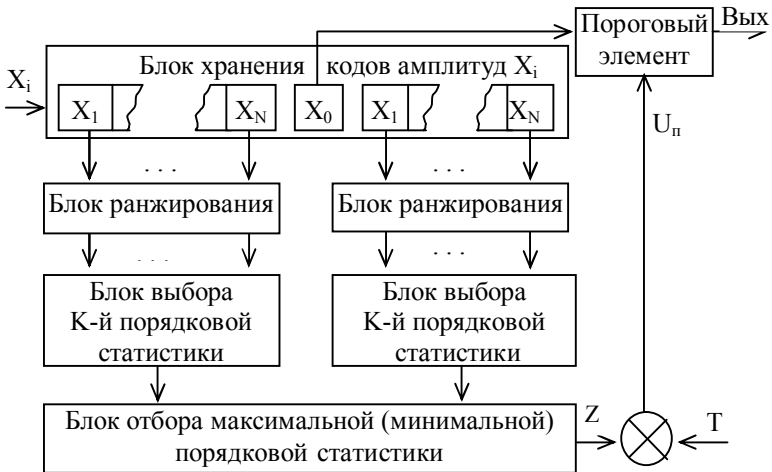 Пороговый
элемент
Вых
Блок хранения кодов амплитуд Xi
Xi
X1
XN
X0
X1
XN
Uп
. . .
. . .
Блок ранжирования
Блок ранжирования
. . .
. . .
Блок выбора
К-й порядковой
статистики
Блок выбора
К-й порядковой
статистики
Блок отбора максимальной (минимальной)
порядковой статистики
Z
T